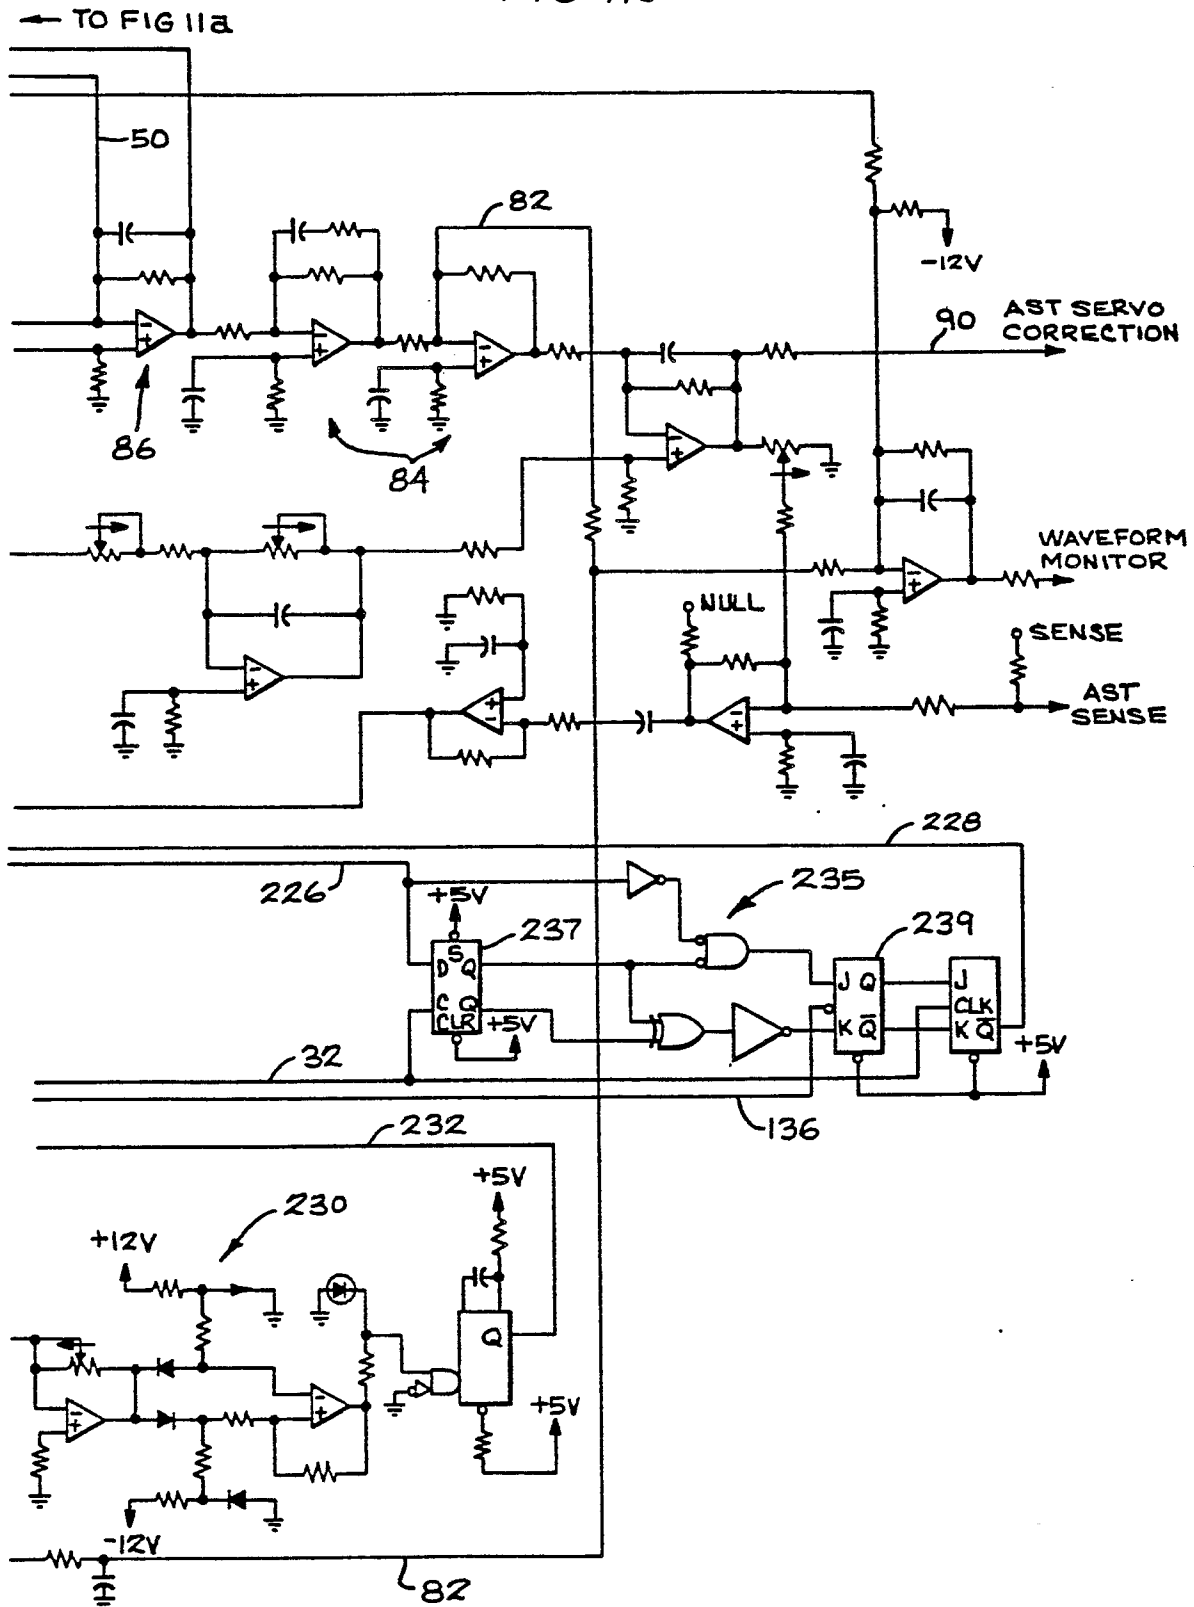 TO FIG 11a
50
82
-12V
90
AST SERVO
CORRECTION
86
84
WAVEFORM
MONITOR
NULL
SENSE
AST
SENSE
228
226
+5V
235
237
239
S
D Q
C Q
CLR
+5V
J Q
K Q̅
J
CLK
K Q̅
+5V
32
136
232
+5V
230
+12V
Q
+5V
-12V
82